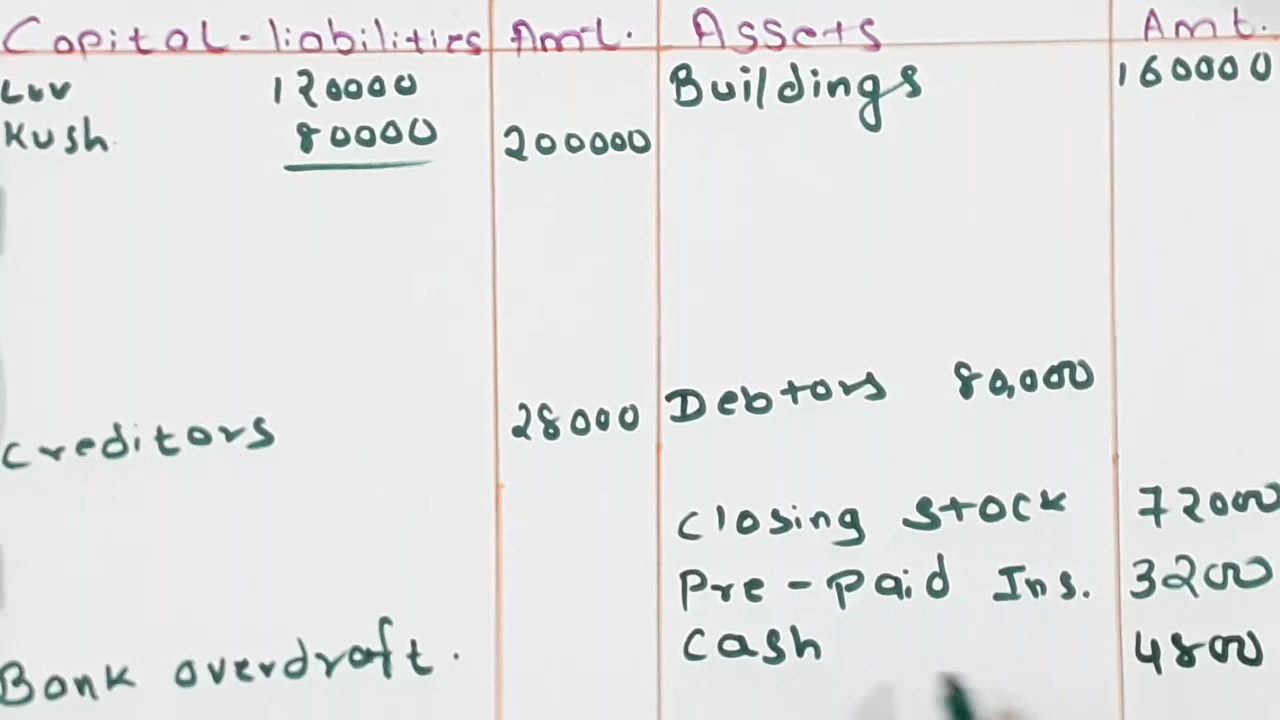 Capital-liabilities Amt. Assets Amt.
Luv 120000 Buildings 160000
Kush 80000 200000
Creditors 28000 Debtors 80,000
Closing stock 72000
Pre-paid Ins. 3200
Bank overdraft. Cash 4800